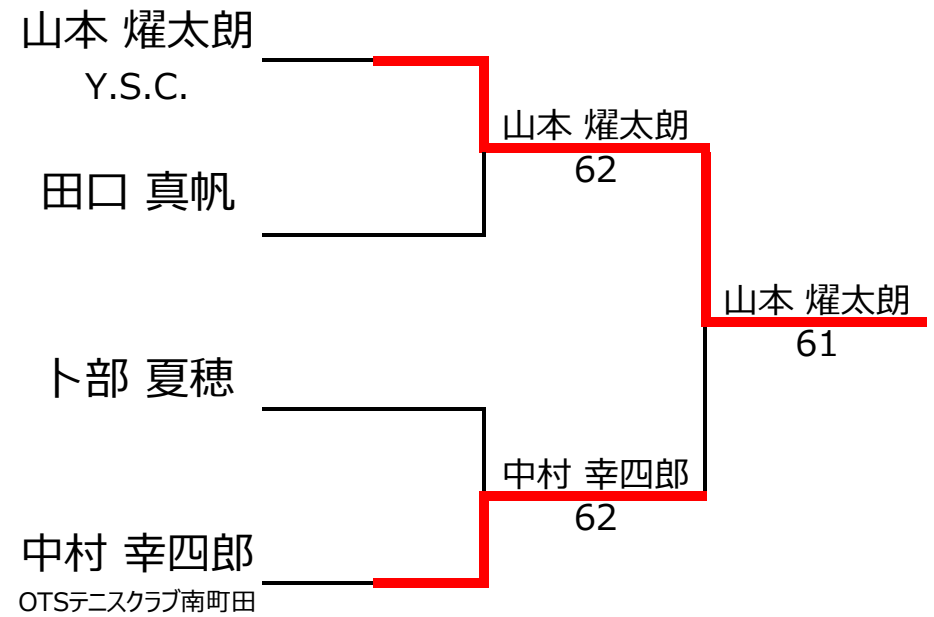 山本 燿太朗
Y.S.C.
山本 燿太朗
62
田口 真帆
山本 燿太朗
61
卜部 夏穂
中村 幸四郎
62
中村 幸四郎
OTSテニスクラブ南町田